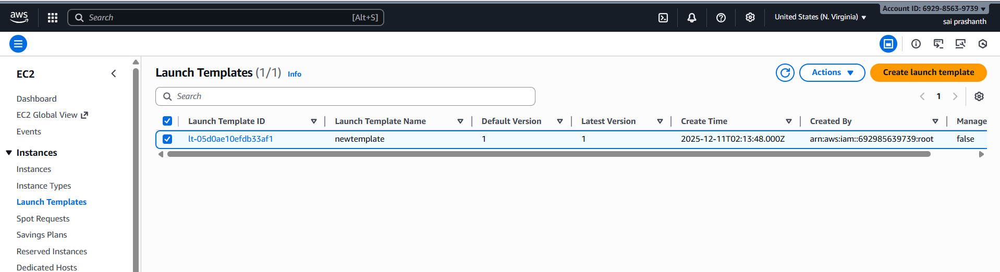 aws
Search
[Alt+S]
United States (N. Virginia)
Account ID: 6929-8563-9739
sai prashanth
EC2
Dashboard
EC2 Global View
Events
Instances
Instances
Instance Types
Launch Templates
Spot Requests
Savings Plans
Reserved Instances
Dedicated Hosts
Launch Templates (1/1) Info
Actions
Create launch template
Search
1
Launch Template ID Launch Template Name Default Version Latest Version Create Time Created By Manage
lt-05d0ae10efdb33af1 newtemplate 1 1 2025-12-11T02:13:48.000Z arn:aws:iam::692985639739:root false